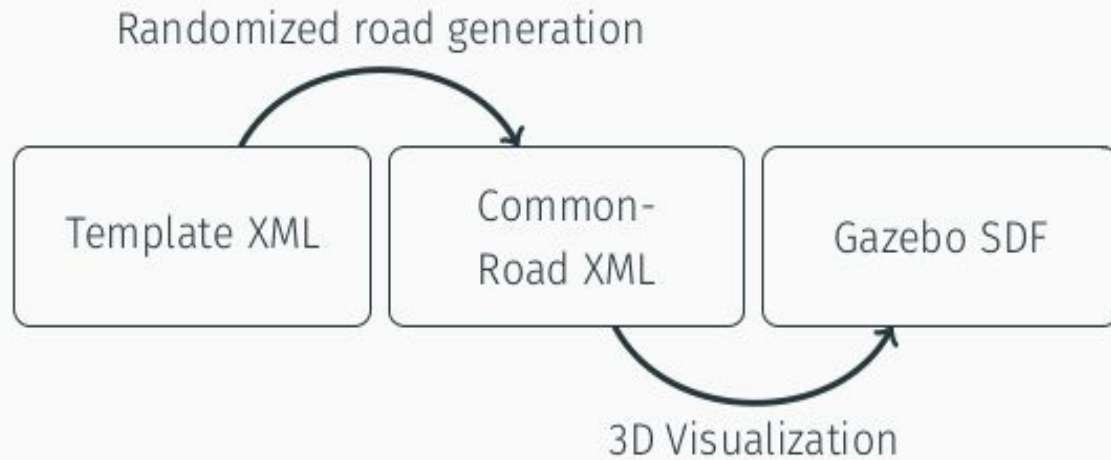 Randomized road generation
Template XML
Common-
Road XML
Gazebo SDF
3D Visualization